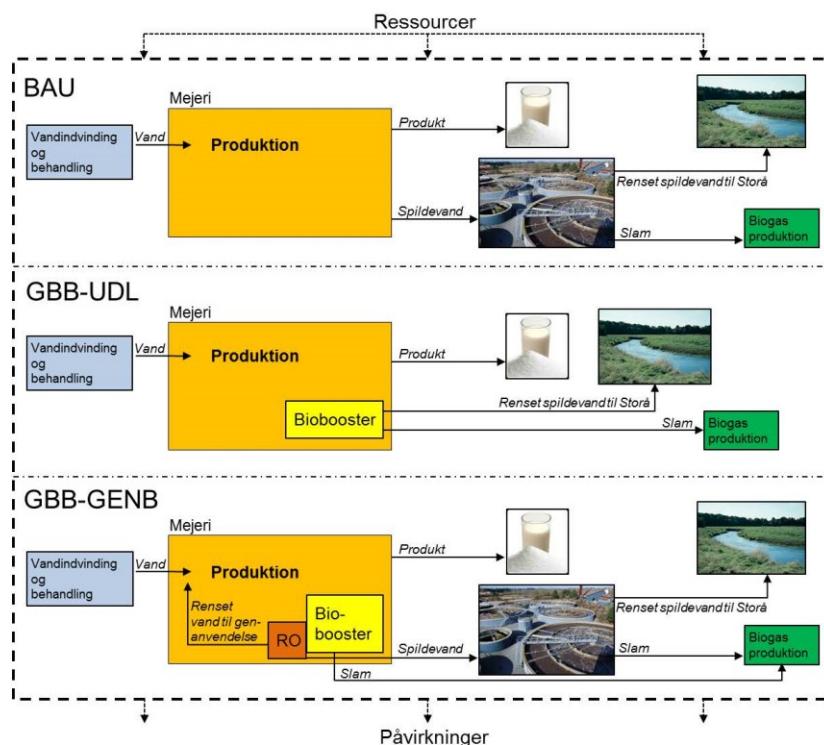 Ressourcer
BAU
Mejeri
Vandindvinding
og
behandling
Vand
Produktion
Produkt
Spildevand
Renset spildevand til Storå
Slam
Biogas
produktion
GBB-UDL
Mejeri
Vandindvinding
og
behandling
Vand
Produktion
Produkt
Biobooster
Renset spildevand til Storå
Slam
Biogas
produktion
GBB-GENB
Mejeri
Vandindvinding
og
behandling
Vand
Produktion
Produkt
Renset
vand til gen-
anvendelse
RO
Bio-
booster
Spildevand
Slam
Renset spildevand til Storå
Slam
Biogas
produktion
Påvirkninger